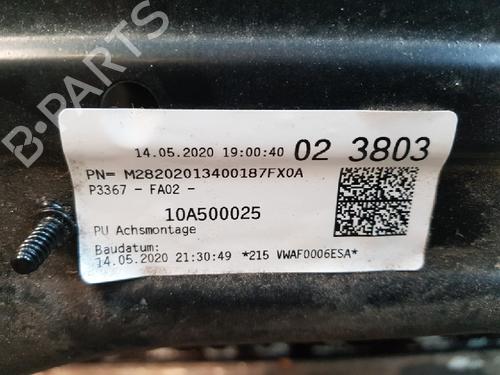 14.05.2020 19:00:40 02 3803
PN= M28202013400187FX0A
P3367 - FA02 -
10A500025
PU Achsmontage
Baudatum:
14.05.2020 21:30:49 *215 VWAF0006ESA*
B-PARTS